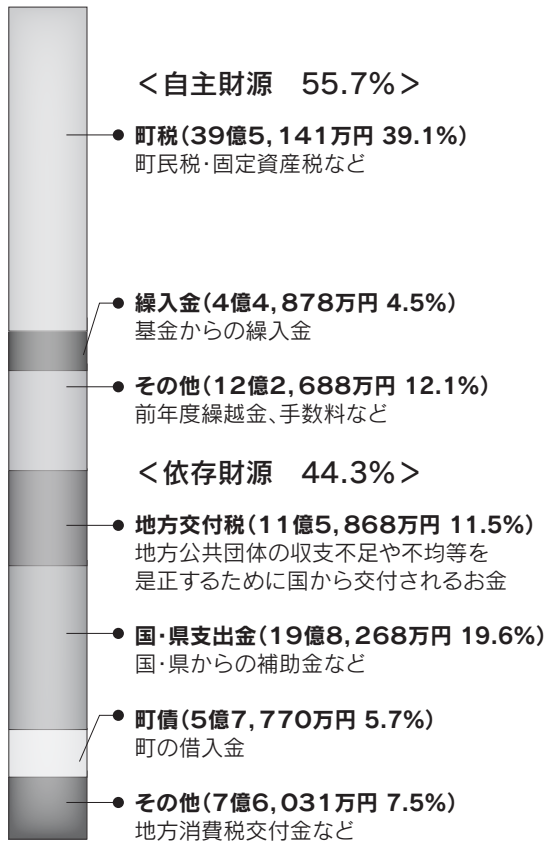 ＜自主財源　55.7%＞
町税（39億5,141万円 39.1%）
町民税・固定資産税など
繰入金（4億4,878万円 4.5%）
基金からの繰入金
その他（12億2,688万円 12.1%）
前年度繰越金、手数料など
＜依存財源　44.3%＞
地方交付税（11億5,868万円 11.5%）
地方公共団体の収支不足や不均等を
是正するために国から交付されるお金
国・県支出金（19億8,268万円 19.6%）
国・県からの補助金など
町債（5億7,770万円 5.7%）
町の借入金
その他（7億6,031万円 7.5%）
地方消費税交付金など